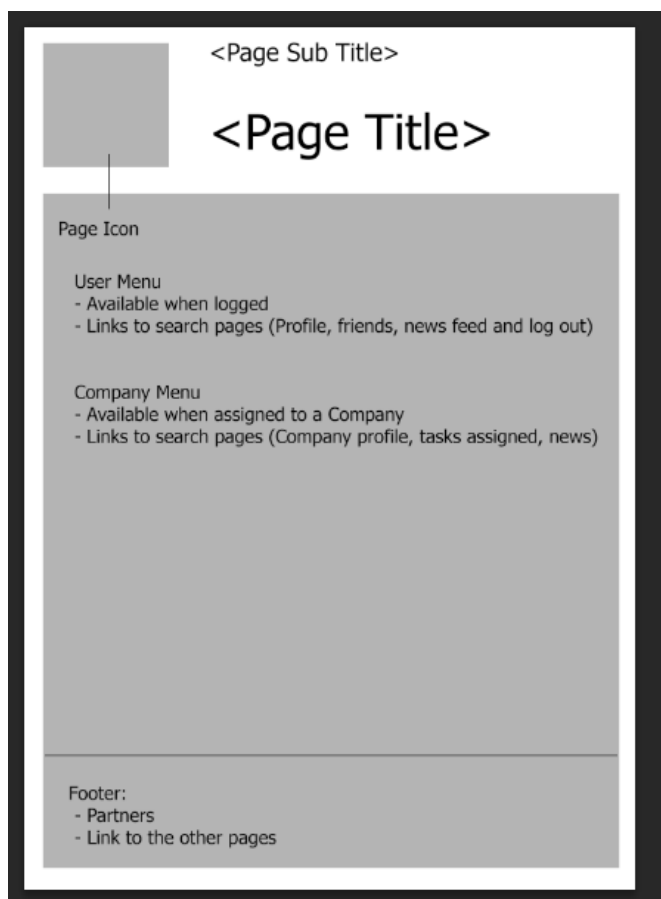 <Page Sub Title>
<Page Title>
Page Icon
User Menu
- Available when logged
- Links to search pages (Profile, friends, news feed and log out)
Company Menu
- Available when assigned to a Company
- Links to search pages (Company profile, tasks assigned, news)
Footer:
- Partners
- Link to the other pages